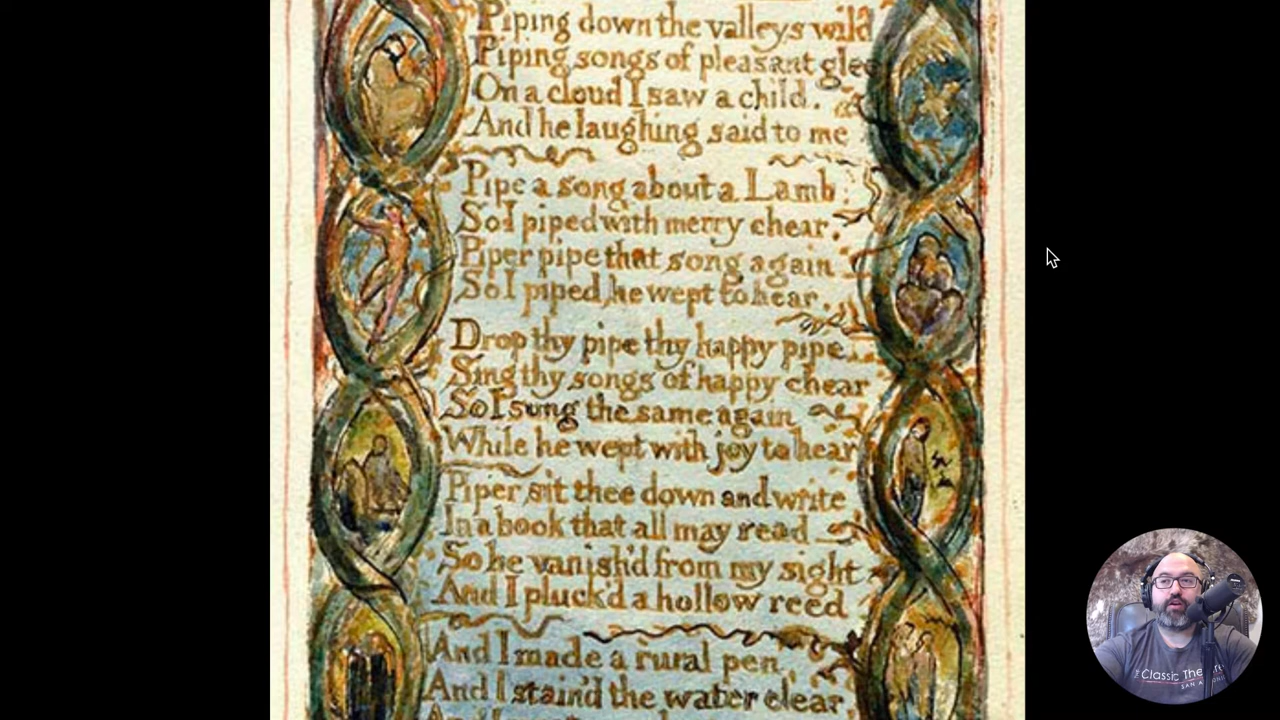 Piping down the valleys wild
Piping songs of pleasant glee
On a cloud I saw a child.
And he laughing said to me
Pipe a song about a Lamb:
So I piped with merry chear.
Piper pipe that song again
So I piped, he wept to hear.
Drop thy pipe thy happy pipe
Sing thy songs of happy chear
So I sung the same again
While he wept with joy to hear
Piper sit thee down and write
In a book that all may read
So he vanish'd from my sight
And I pluck'd a hollow reed
And I made a rural pen,
And I stain'd the water clear,
Classic
SAN